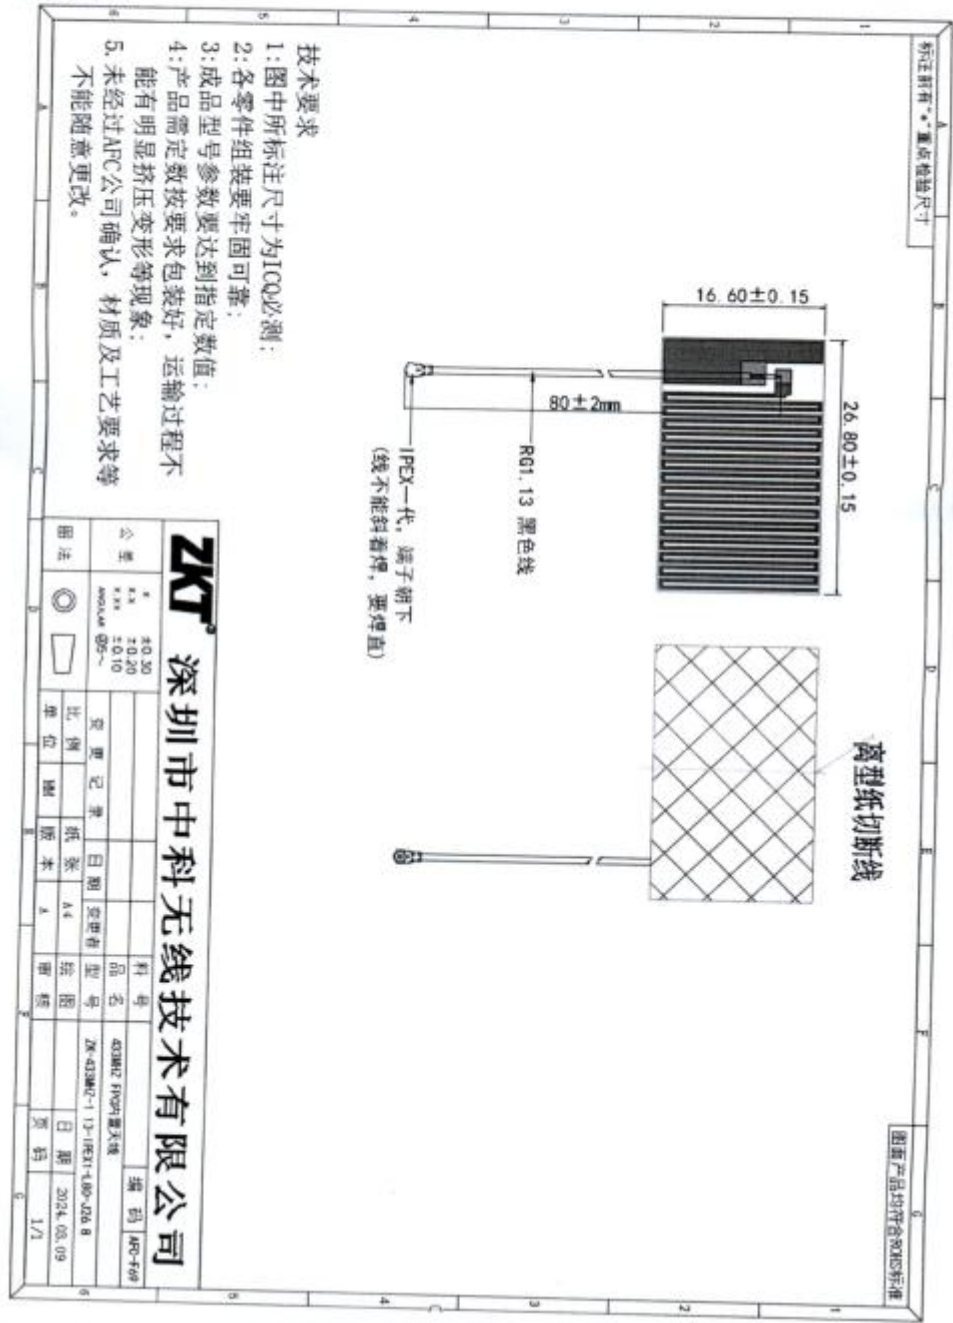 标注前有"*"重点检验尺寸
图面产品均符合ROHS标准
16.60±0.15
26.80±0.15
80±2mm
RG1.13 黑色线
IPEX一代, 端子朝下
(线不能斜着焊, 要焊直)
离型纸切断线
技术要求
1:图中所标注尺寸为ICQ必测;
2:各零件组装要牢固可靠;
3:成品型号参数要达到指定数值;
4:产品需定数按要求包装好, 运输过程不
能有明显挤压变形等现象;
5.未经过AFC公司确认, 材质及工艺要求等
不能随意更改。
ZKT®
深圳市中科无线技术有限公司
公差
X ±0.30
X.X ±0.20
X.XX ±0.10
ANGULAR
图法
变更记录 日期 变更者
比例 纸张 A4 绘图 日期 2024.03.09
单位 MM 版本 A 审核 页码 1/1
料号 编码 AFC-F69
品名 433MHZ FPC内置天线
型号 ZK-433MHZ-1.13-IPEX1-L80-J26.8